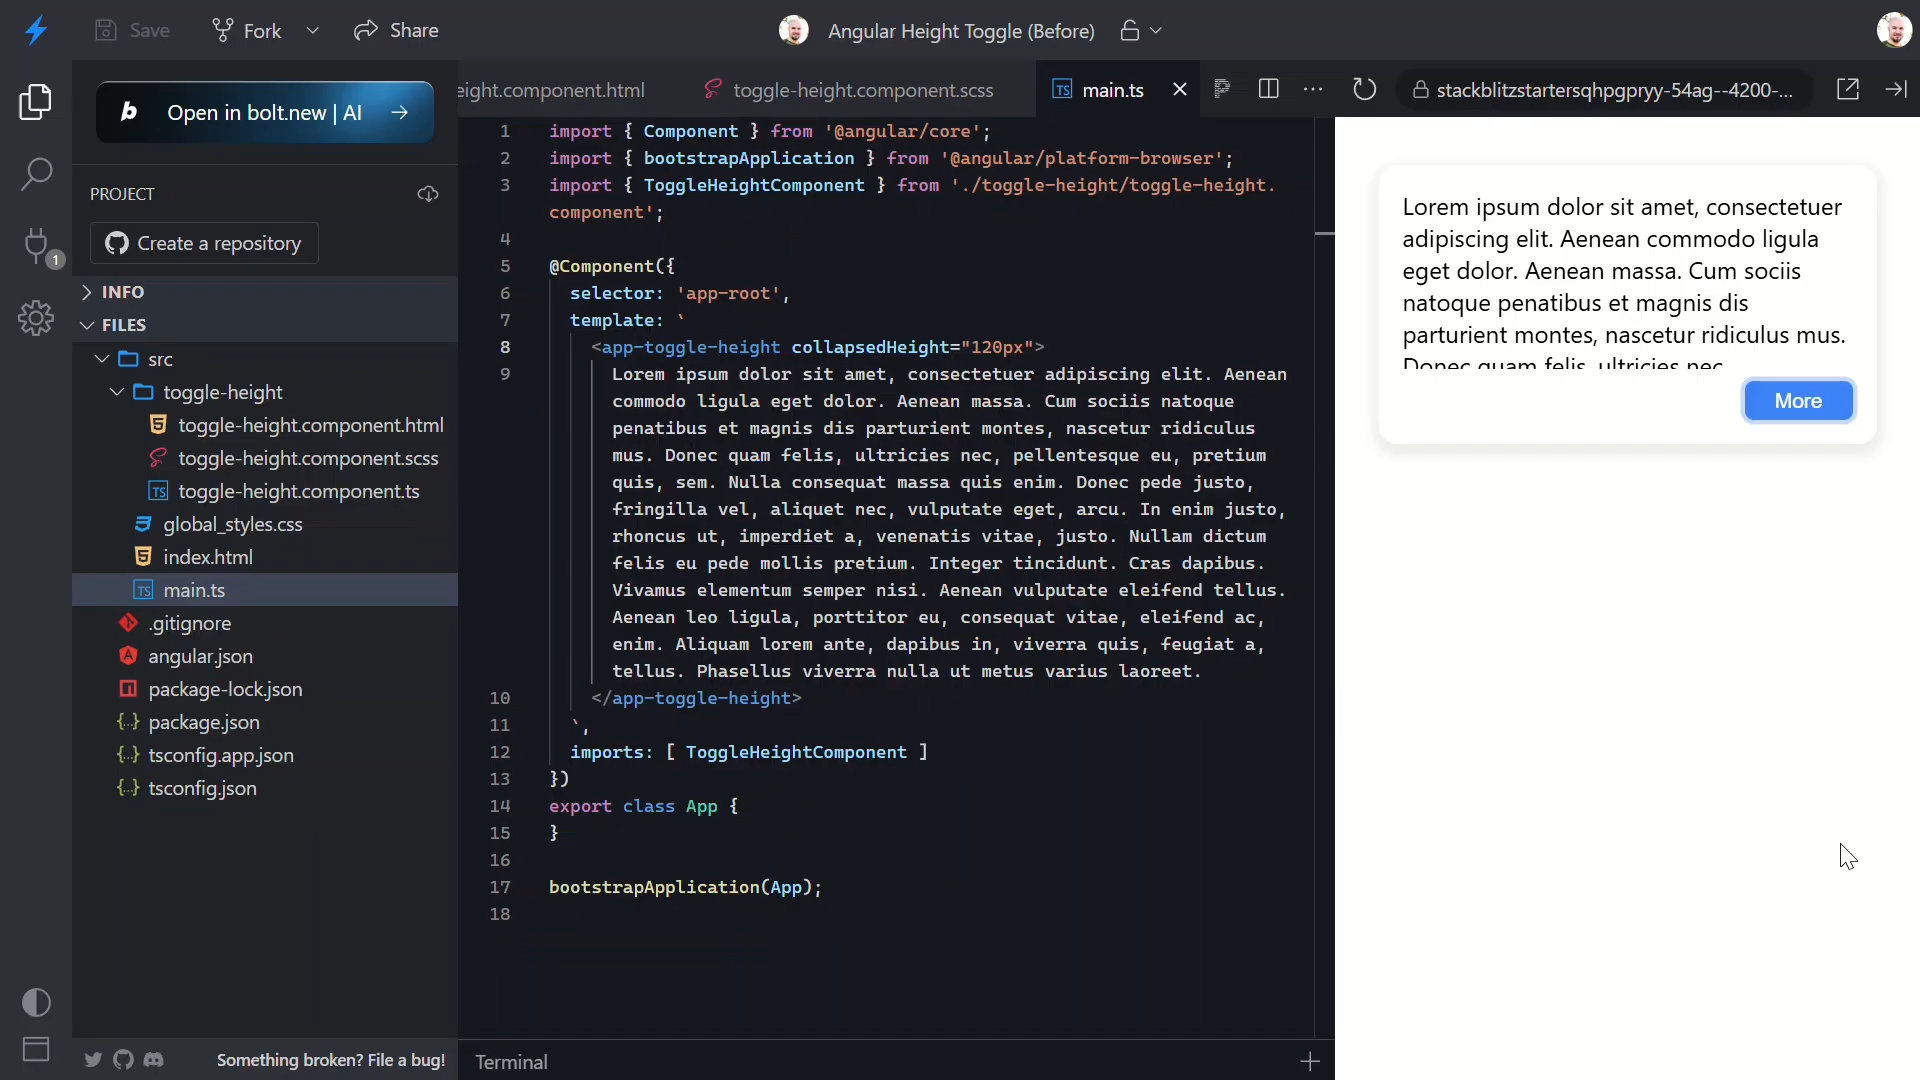 Save
Fork
Share
Angular Height Toggle (Before)
Open in bolt.new | AI
ight.component.html
toggle-height.component.scss
main.ts
stackblitzstartersqhpgpryy-54ag--4200-...
1
PROJECT
Create a repository
INFO
FILES
src
toggle-height
toggle-height.component.html
toggle-height.component.scss
toggle-height.component.ts
global_styles.css
index.html
main.ts
.gitignore
angular.json
package-lock.json
package.json
tsconfig.app.json
tsconfig.json
Something broken? File a bug!
1 import { Component } from '@angular/core';
2 import { bootstrapApplication } from '@angular/platform-browser';
3 import { ToggleHeightComponent } from './toggle-height/toggle-height.
component';
4
5 @Component({
6 selector: 'app-root',
7 template: `
8 <app-toggle-height collapsedHeight="120px">
9 Lorem ipsum dolor sit amet, consectetuer adipiscing elit. Aenean
commodo ligula eget dolor. Aenean massa. Cum sociis natoque
penatibus et magnis dis parturient montes, nascetur ridiculus
mus. Donec quam felis, ultricies nec, pellentesque eu, pretium
quis, sem. Nulla consequat massa quis enim. Donec pede justo,
fringilla vel, aliquet nec, vulputate eget, arcu. In enim justo,
rhoncus ut, imperdiet a, venenatis vitae, justo. Nullam dictum
felis eu pede mollis pretium. Integer tincidunt. Cras dapibus.
Vivamus elementum semper nisi. Aenean vulputate eleifend tellus.
Aenean leo ligula, porttitor eu, consequat vitae, eleifend ac,
enim. Aliquam lorem ante, dapibus in, viverra quis, feugiat a,
tellus. Phasellus viverra nulla ut metus varius laoreet.
10 </app-toggle-height>
11 `,
12 imports: [ ToggleHeightComponent ]
13 })
14 export class App {
15 }
16
17 bootstrapApplication(App);
18
Terminal
Lorem ipsum dolor sit amet, consectetuer
adipiscing elit. Aenean commodo ligula
eget dolor. Aenean massa. Cum sociis
natoque penatibus et magnis dis
parturient montes, nascetur ridiculus mus.
Donec quam felis, ultricies nec
More